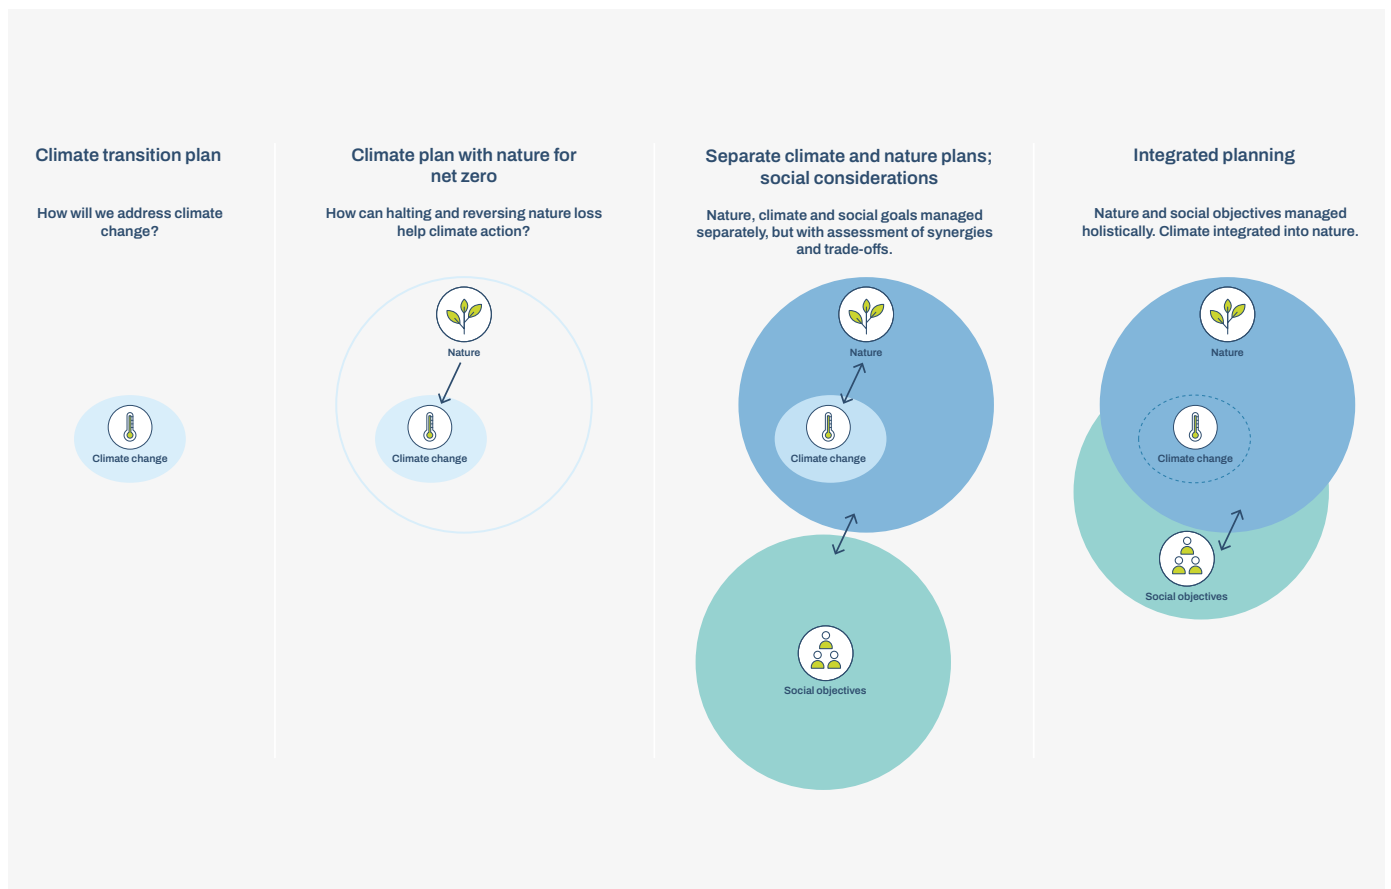 Climate transition plan
How will we address climate
change?
Climate change
Climate plan with nature for
net zero
How can halting and reversing nature loss
help climate action?
Nature
Climate change
Separate climate and nature plans;
social considerations
Nature, climate and social goals managed
separately, but with assessment of synergies
and trade-offs.
Nature
Climate change
Social objectives
Integrated planning
Nature and social objectives managed
holistically. Climate integrated into nature.
Nature
Climate change
Social objectives